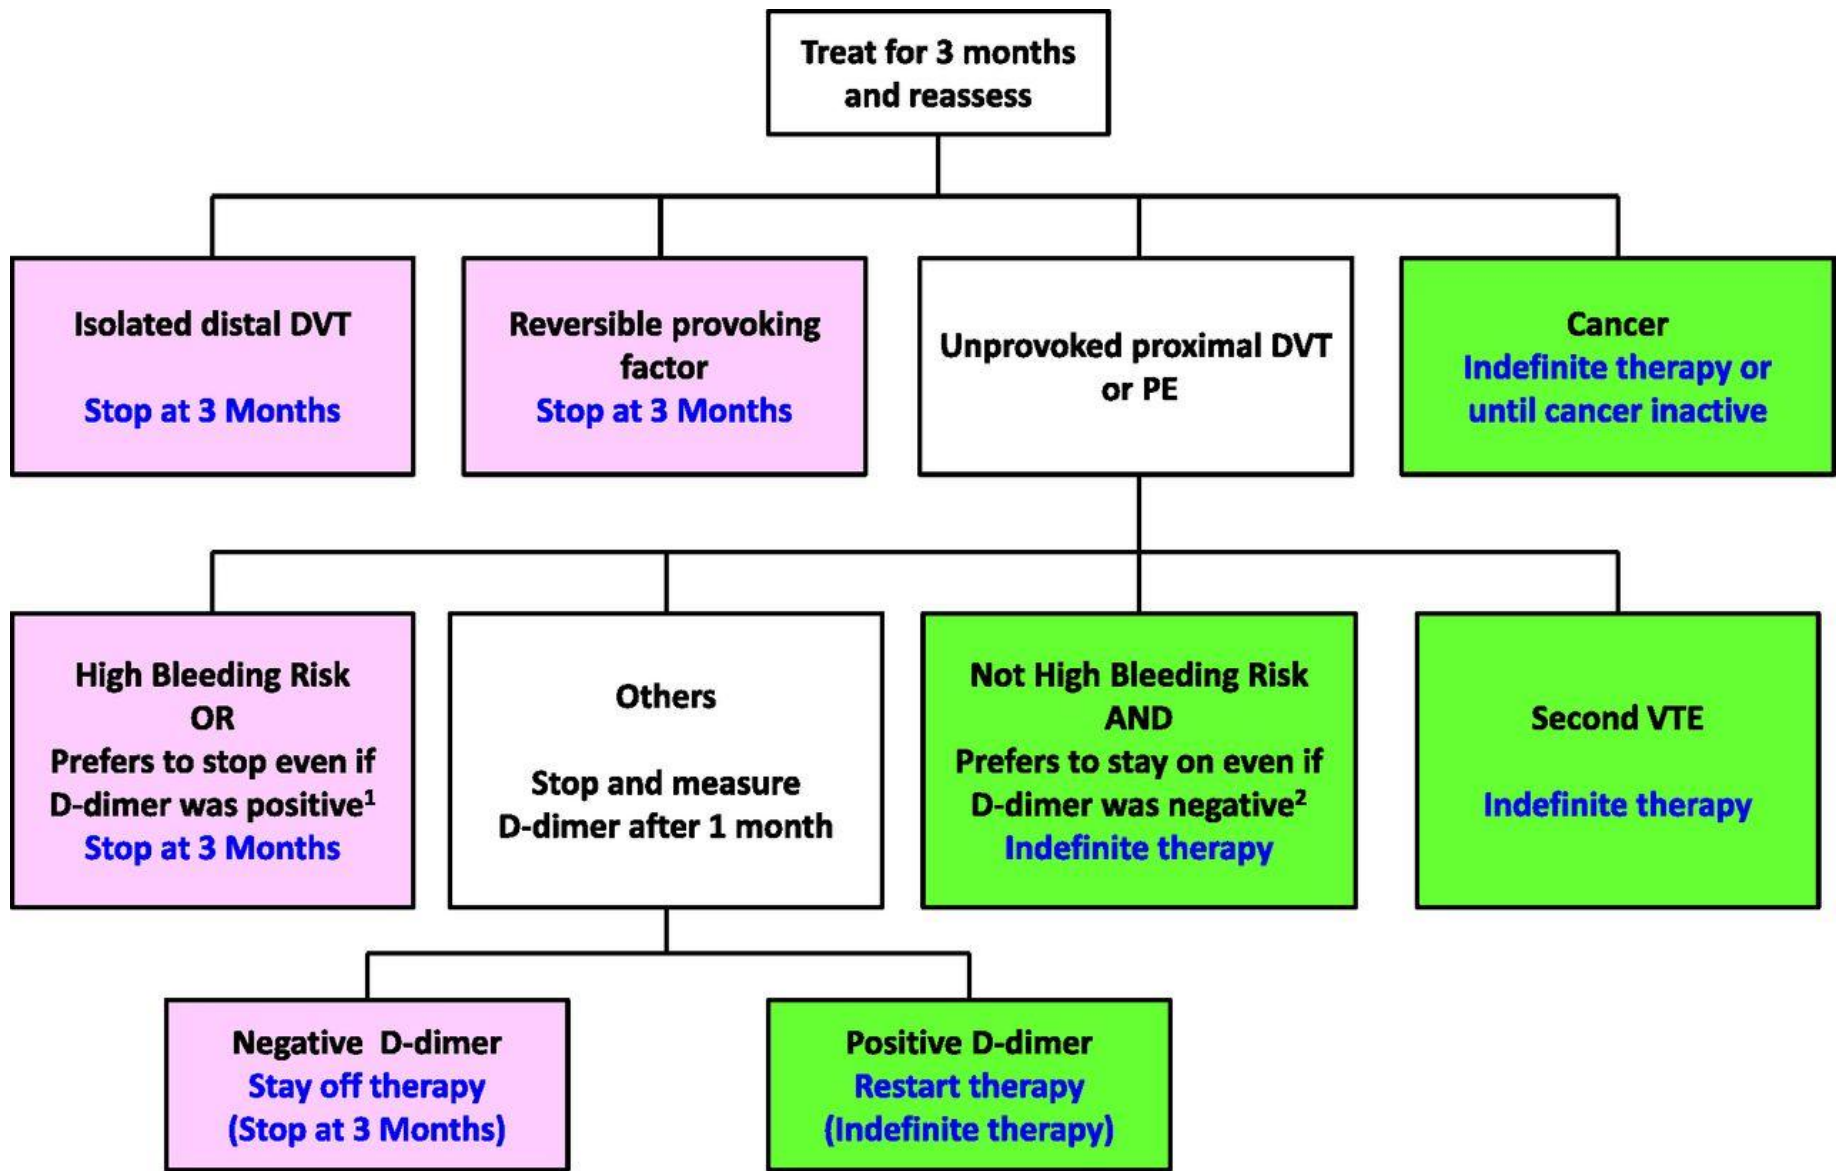 Treat for 3 months
and reassess
Isolated distal DVT
Stop at 3 Months
Reversible provoking
factor
Stop at 3 Months
Unprovoked proximal DVT
or PE
Cancer
Indefinite therapy or
until cancer inactive
High Bleeding Risk
OR
Prefers to stop even if
D-dimer was positive¹
Stop at 3 Months
Others
Stop and measure
D-dimer after 1 month
Not High Bleeding Risk
AND
Prefers to stay on even if
D-dimer was negative²
Indefinite therapy
Second VTE
Indefinite therapy
Negative D-dimer
Stay off therapy
(Stop at 3 Months)
Positive D-dimer
Restart therapy
(Indefinite therapy)